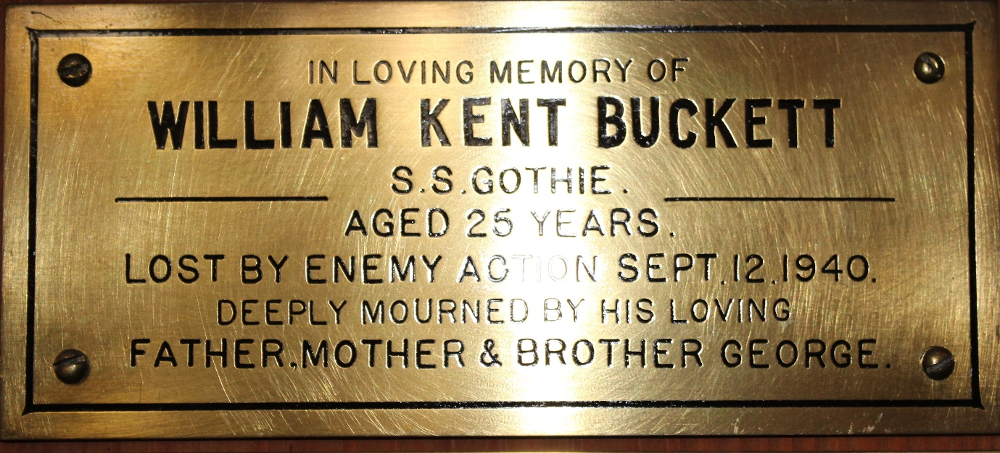 IN LOVING MEMORY OF
WILLIAM KENT BUCKETT
S.S.GOTHIE.
AGED 25 YEARS.
LOST BY ENEMY ACTION SEPT.12.1940.
DEEPLY MOURNED BY HIS LOVING
FATHER,MOTHER & BROTHER GEORGE.